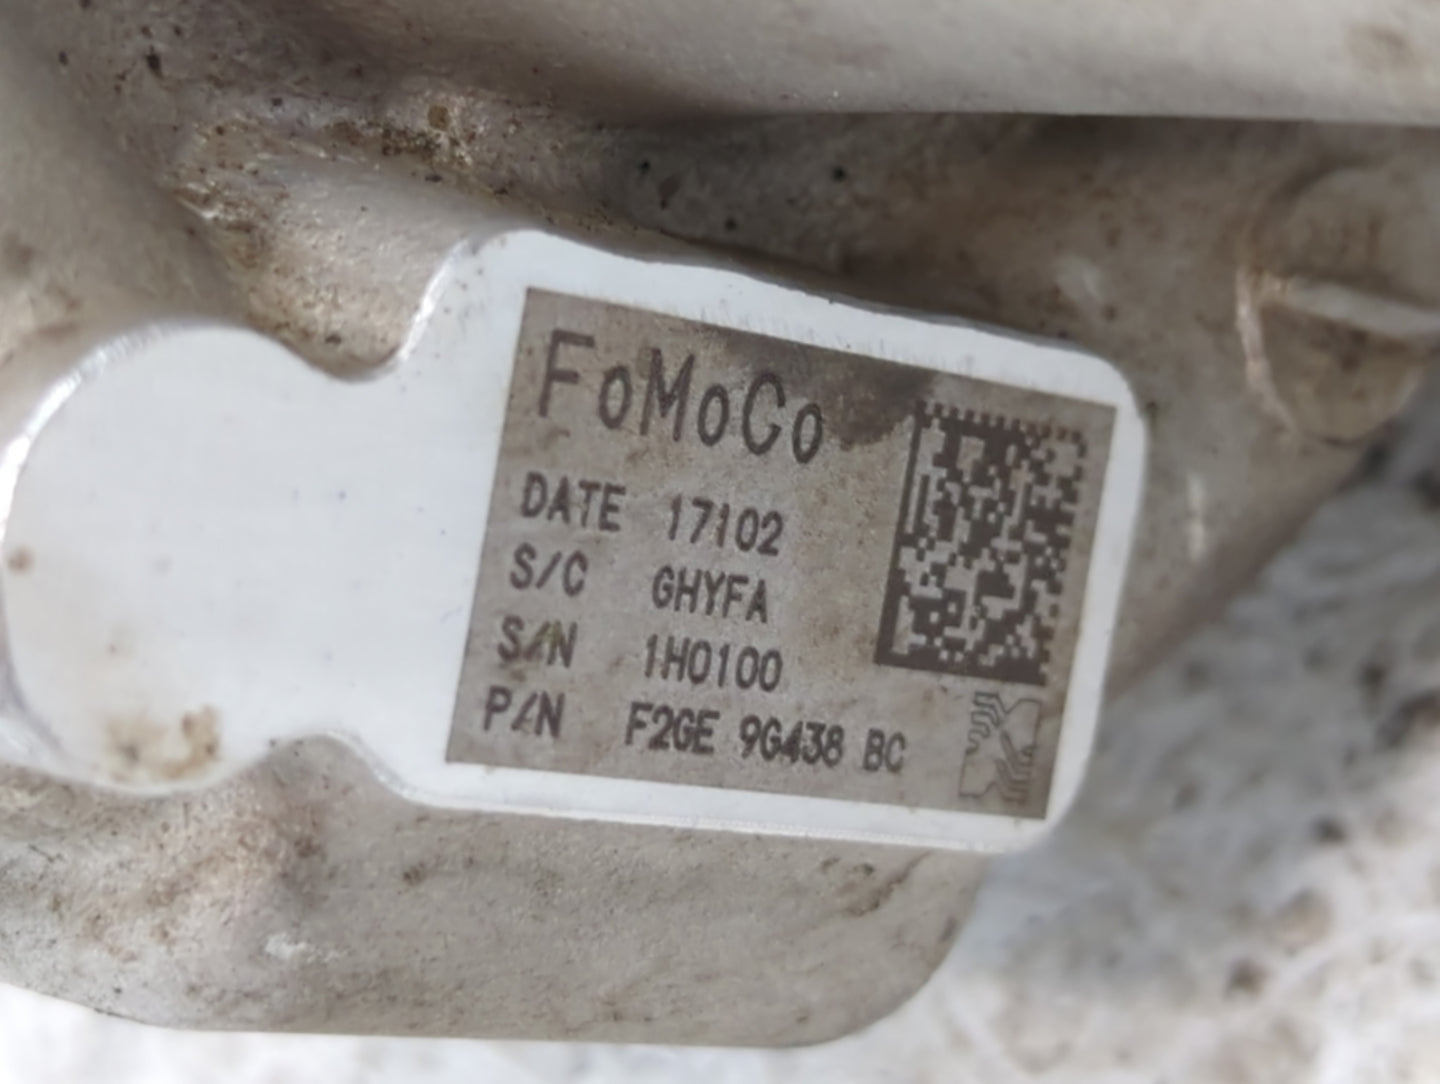 FoMoCo
DATE 17102
S/C GHYFA
S/N 1H0100
P/N F2GE 9G438 BC